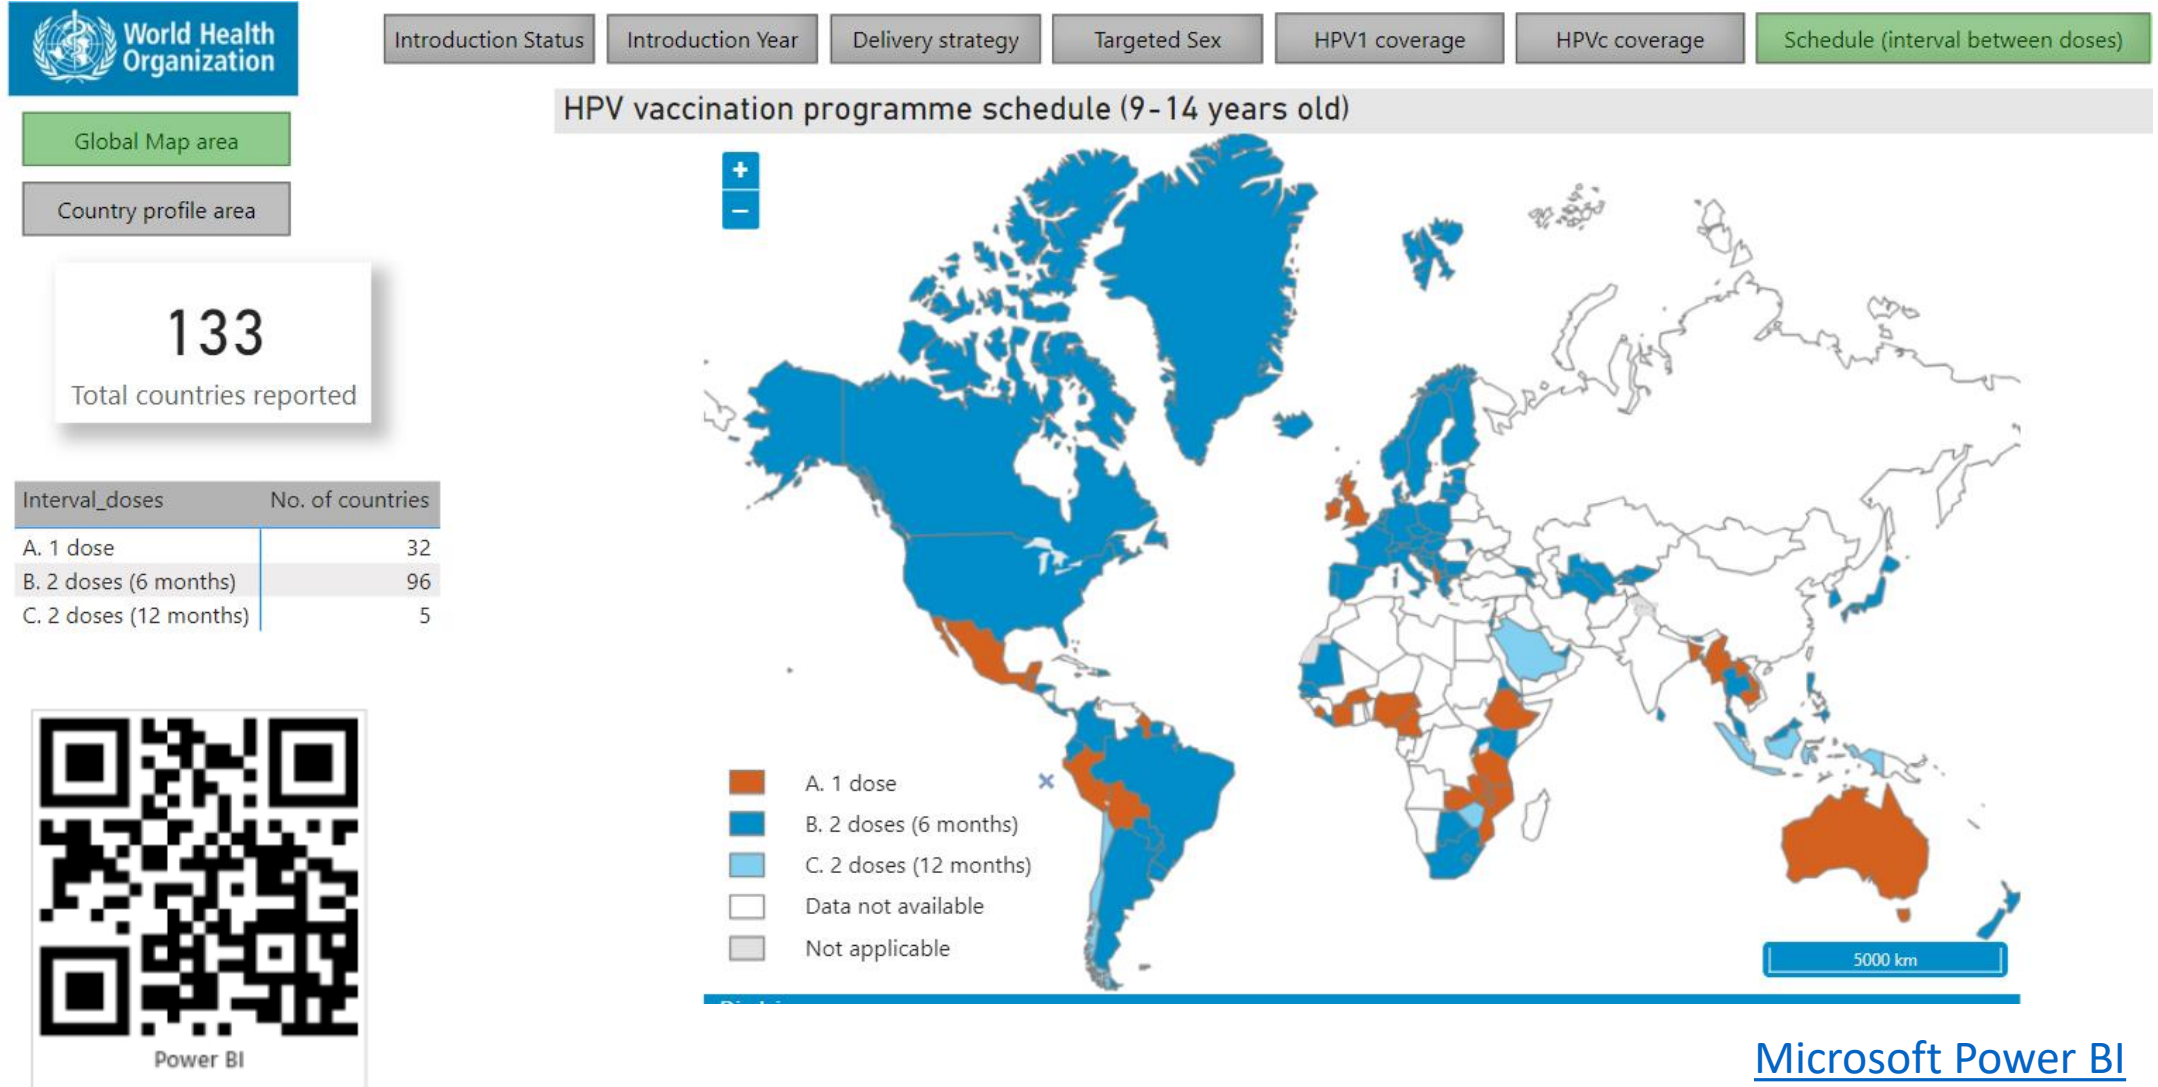 World Health
Organization
Introduction Status
Introduction Year
Delivery strategy
Targeted Sex
HPV1 coverage
HPVc coverage
Schedule (interval between doses)
HPV vaccination programme schedule (9-14 years old)
Global Map area
Country profile area
+
−
133
Total countries reported
Interval_doses No. of countries
A. 1 dose 32
B. 2 doses (6 months) 96
C. 2 doses (12 months) 5
A. 1 dose
B. 2 doses (6 months)
C. 2 doses (12 months)
Data not available
Not applicable
5000 km
Power BI
Microsoft Power BI